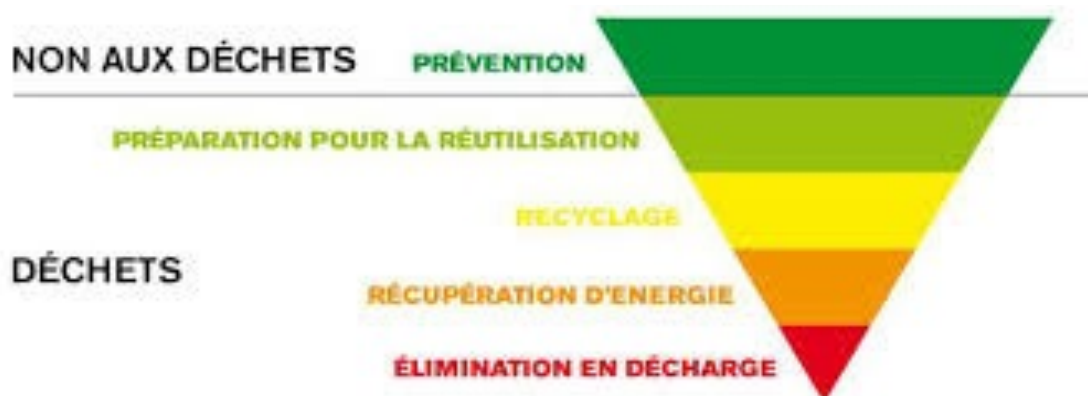 NON AUX DÉCHETS PRÉVENTION
PRÉPARATION POUR LA RÉUTILISATION
RECYCLAGE
DÉCHETS
RÉCUPÉRATION D'ENERGIE
ÉLIMINATION EN DÉCHARGE